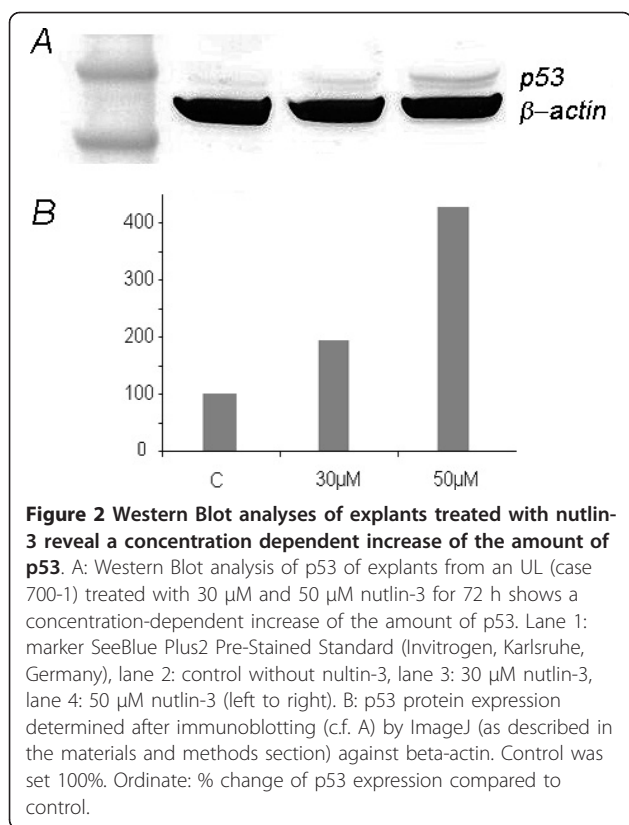 A
p53
β–actin
B
400
300
200
100
0
C 30µM 50µM
Figure 2 Western Blot analyses of explants treated with nutlin-
3 reveal a concentration dependent increase of the amount of
p53. A: Western Blot analysis of p53 of explants from an UL (case
700-1) treated with 30 µM and 50 µM nutlin-3 for 72 h shows a
concentration-dependent increase of the amount of p53. Lane 1:
marker SeeBlue Plus2 Pre-Stained Standard (Invitrogen, Karlsruhe,
Germany), lane 2: control without nultin-3, lane 3: 30 µM nutlin-3,
lane 4: 50 µM nutlin-3 (left to right). B: p53 protein expression
determined after immunoblotting (c.f. A) by ImageJ (as described in
the materials and methods section) against beta-actin. Control was
set 100%. Ordinate: % change of p53 expression compared to
control.